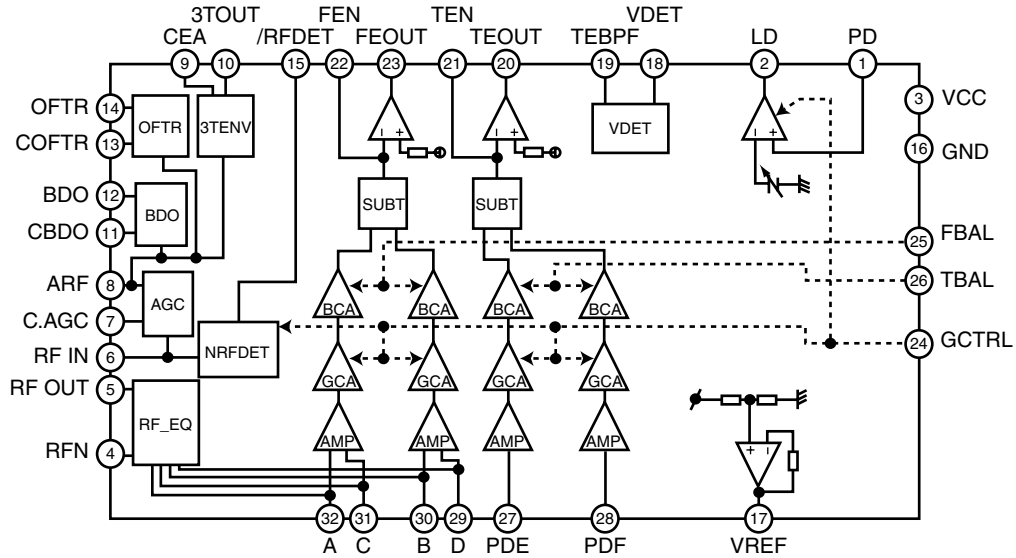 3TOUT FEN TEN VDET
CEA /RFDET FEOUT TEOUT TEBPF LD PD
9 10 15 22 23 21 20 19 18 2 1
OFTR 14
COFTR 13
OFTR
3TENV
VDET
3 VCC
16 GND
BDO 12
CBDO 11
BDO
SUBT SUBT
25 FBAL
26 TBAL
ARF 8
C.AGC 7
AGC
BCA BCA BCA BCA
RF IN 6
NRFDET
24 GCTRL
GCA GCA GCA GCA
RF OUT 5
RFN 4
RF_EQ
AMP AMP AMP AMP
32 31 30 29 27 28 17
A C B D PDE PDF VREF